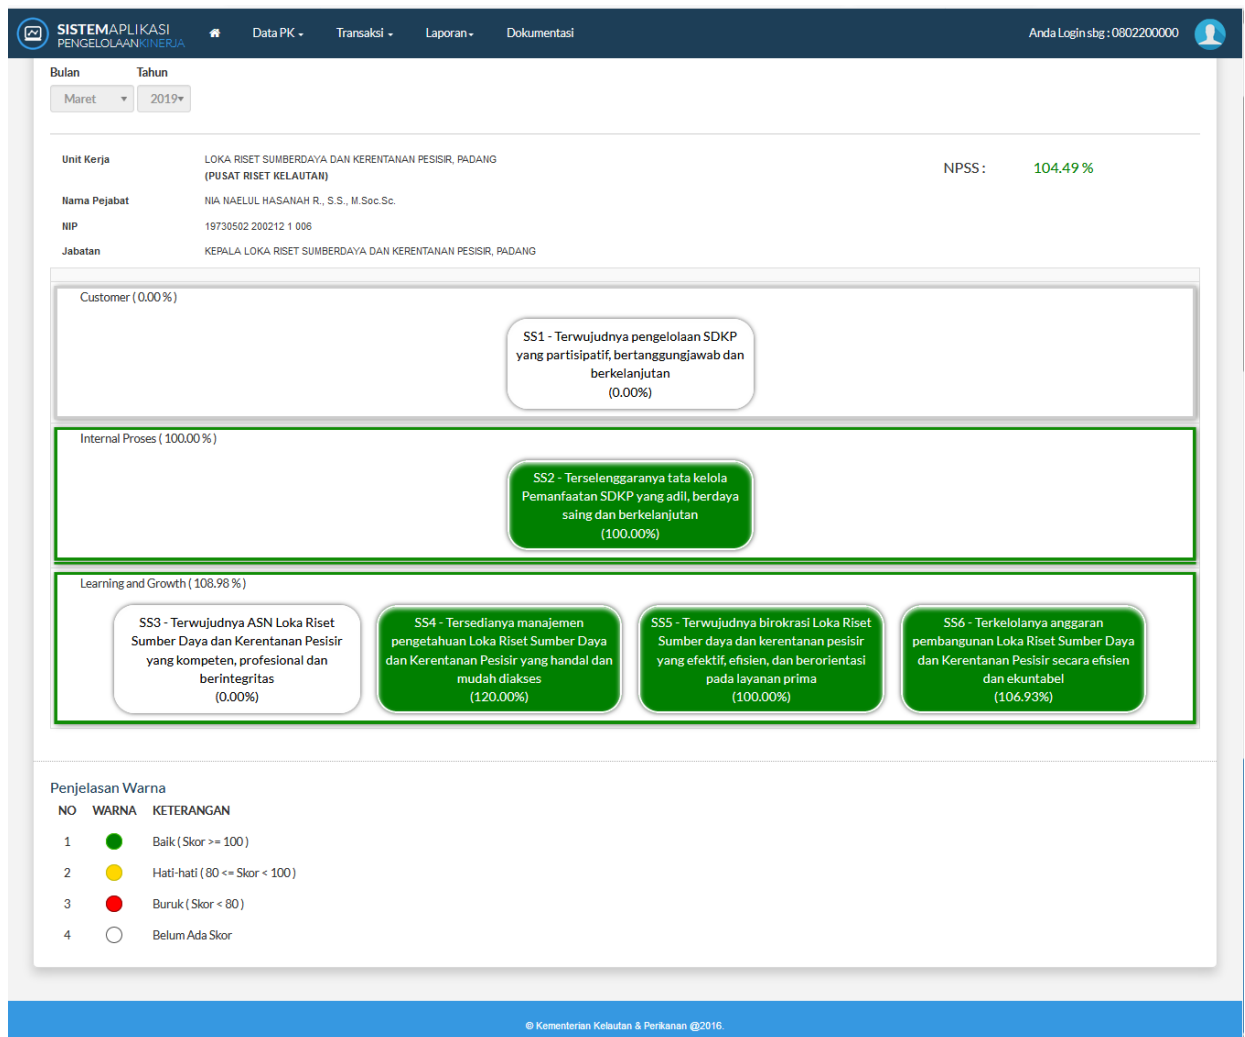 SISTEMAPLIKASI
PENGELOLAANKINERJA
Data PK
Transaksi
Laporan
Dokumentasi
Anda Login sbg : 0802200000
Bulan Tahun
Maret 2019
Unit Kerja LOKA RISET SUMBERDAYA DAN KERENTANAN PESISIR, PADANG
(PUSAT RISET KELAUTAN)
NPSS : 104.49 %
Nama Pejabat NIA NAELUL HASANAH R., S.S., M.Soc.Sc.
NIP 19730502 200212 1 006
Jabatan KEPALA LOKA RISET SUMBERDAYA DAN KERENTANAN PESISIR, PADANG
Customer ( 0.00 % )
SS1 - Terwujudnya pengelolaan SDKP
yang partisipatif, bertanggungjawab dan
berkelanjutan
(0.00%)
Internal Proses ( 100.00 % )
SS2 - Terselenggaranya tata kelola
Pemanfaatan SDKP yang adil, berdaya
saing dan berkelanjutan
(100.00%)
Learning and Growth ( 108.98 % )
SS3 - Terwujudnya ASN Loka Riset
Sumber Daya dan Kerentanan Pesisir
yang kompeten, profesional dan
berintegritas
(0.00%)
SS4 - Tersedianya manajemen
pengetahuan Loka Riset Sumber Daya
dan Kerentanan Pesisir yang handal dan
mudah diakses
(120.00%)
SS5 - Terwujudnya birokrasi Loka Riset
Sumber daya dan kerentanan pesisir
yang efektif, efisien, dan berorientasi
pada layanan prima
(100.00%)
SS6 - Terkelolanya anggaran
pembangunan Loka Riset Sumber Daya
dan Kerentanan Pesisir secara efisien
dan ekuntabel
(106.93%)
Penjelasan Warna
NO WARNA KETERANGAN
1 Baik ( Skor >= 100 )
2 Hati-hati ( 80 <= Skor < 100 )
3 Buruk ( Skor < 80 )
4 Belum Ada Skor
© Kementerian Kelautan & Perikanan @2016.